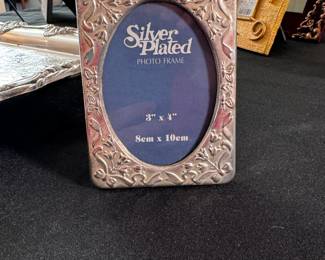 Silver
Plated
PHOTO FRAME
3" x 4"
8cm x 10cm